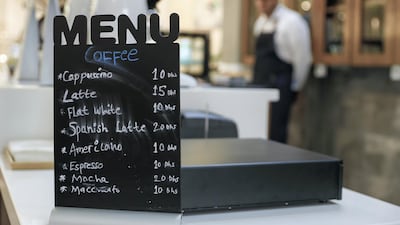 MENU
Coffee
*Cappuccino 10 Dhs
Latte 15 Dhs
*Flat White 10 Dhs
*Spanish Latte 20 Dhs
*Americano 10 Dhs
*Espresso 10 Dhs
*Macha 20 Dhs
*Macchiato 10 Dhs